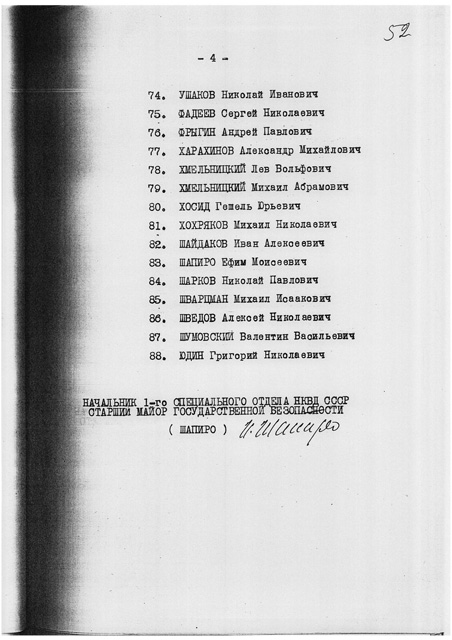 52
- 4 -
74. УШАКОВ Николай Иванович
75. ФАДЕЕВ Сергей Николаевич
76. ФРЫГИН Андрей Павлович
77. ХАРАХИНОВ Александр Михайлович
78. ХМЕЛЬНИЦКИЙ Лев Вольфович
79. ХМЕЛЬНИЦКИЙ Михаил Абрамович
80. ХОСИД Гешель Юрьевич
81. ХОХРЯКОВ Михаил Николаевич
82. ШАЙДАКОВ Иван Алексеевич
83. ШАПИРО Ефим Моисеевич
84. ШАРКОВ Николай Павлович
85. ШВАРЦМАН Михаил Исаакович
86. ШВЕДОВ Алексей Николаевич
87. ШУМОВСКИЙ Валентин Васильевич
88. ЮДИН Григорий Николаевич
НАЧАЛЬНИК 1-го СПЕЦИАЛЬНОГО ОТДЕЛА НКВД СССР
СТАРШИЙ МАЙОР ГОСУДАРСТВЕННОЙ БЕЗОПАСНОСТИ
( ШАПИРО ) И. Шапиро